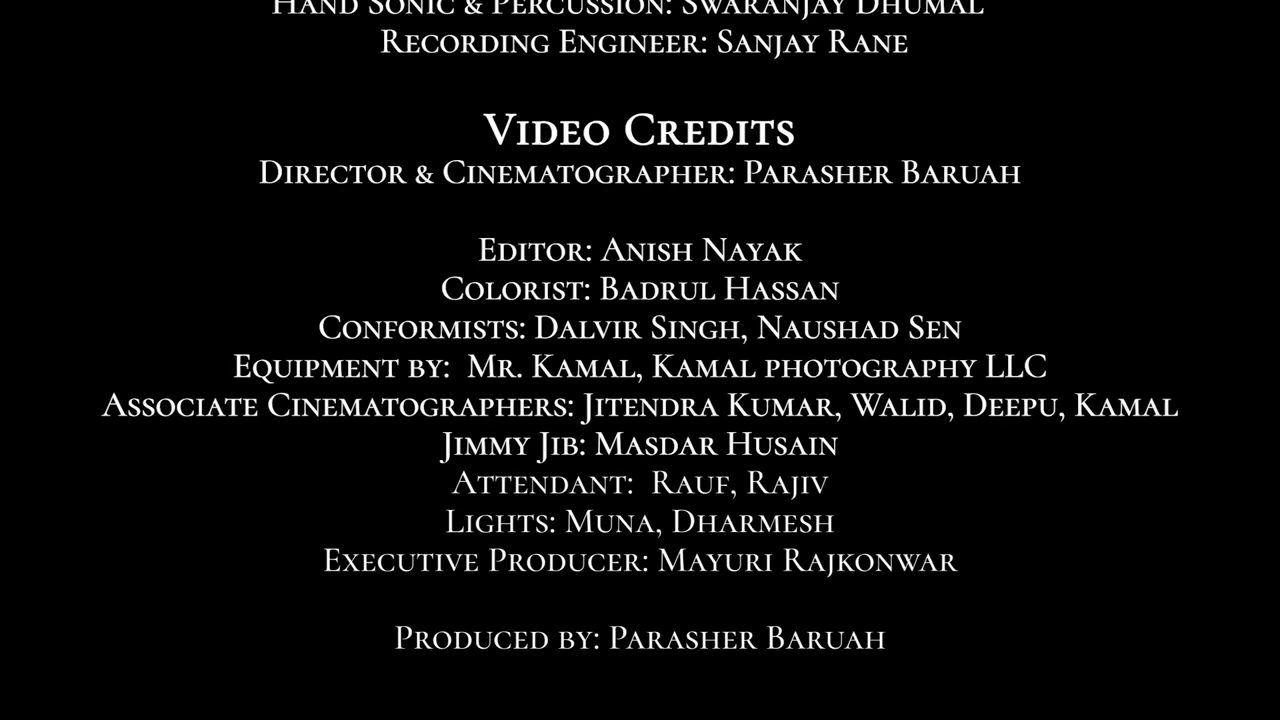 Hand Sonic & Percussion: Swaranjay Dhumal
Recording Engineer: Sanjay Rane
Video Credits
Director & Cinematographer: Parasher Baruah
Editor: Anish Nayak
Colorist: Badrul Hassan
Conformists: Dalvir Singh, Naushad Sen
Equipment by:  Mr. Kamal, Kamal photography LLC
Associate Cinematographers: Jitendra Kumar, Walid, Deepu, Kamal
Jimmy Jib: Masdar Husain
Attendant:  Rauf, Rajiv
Lights: Muna, Dharmesh
Executive Producer: Mayuri Rajkonwar
Produced by: Parasher Baruah